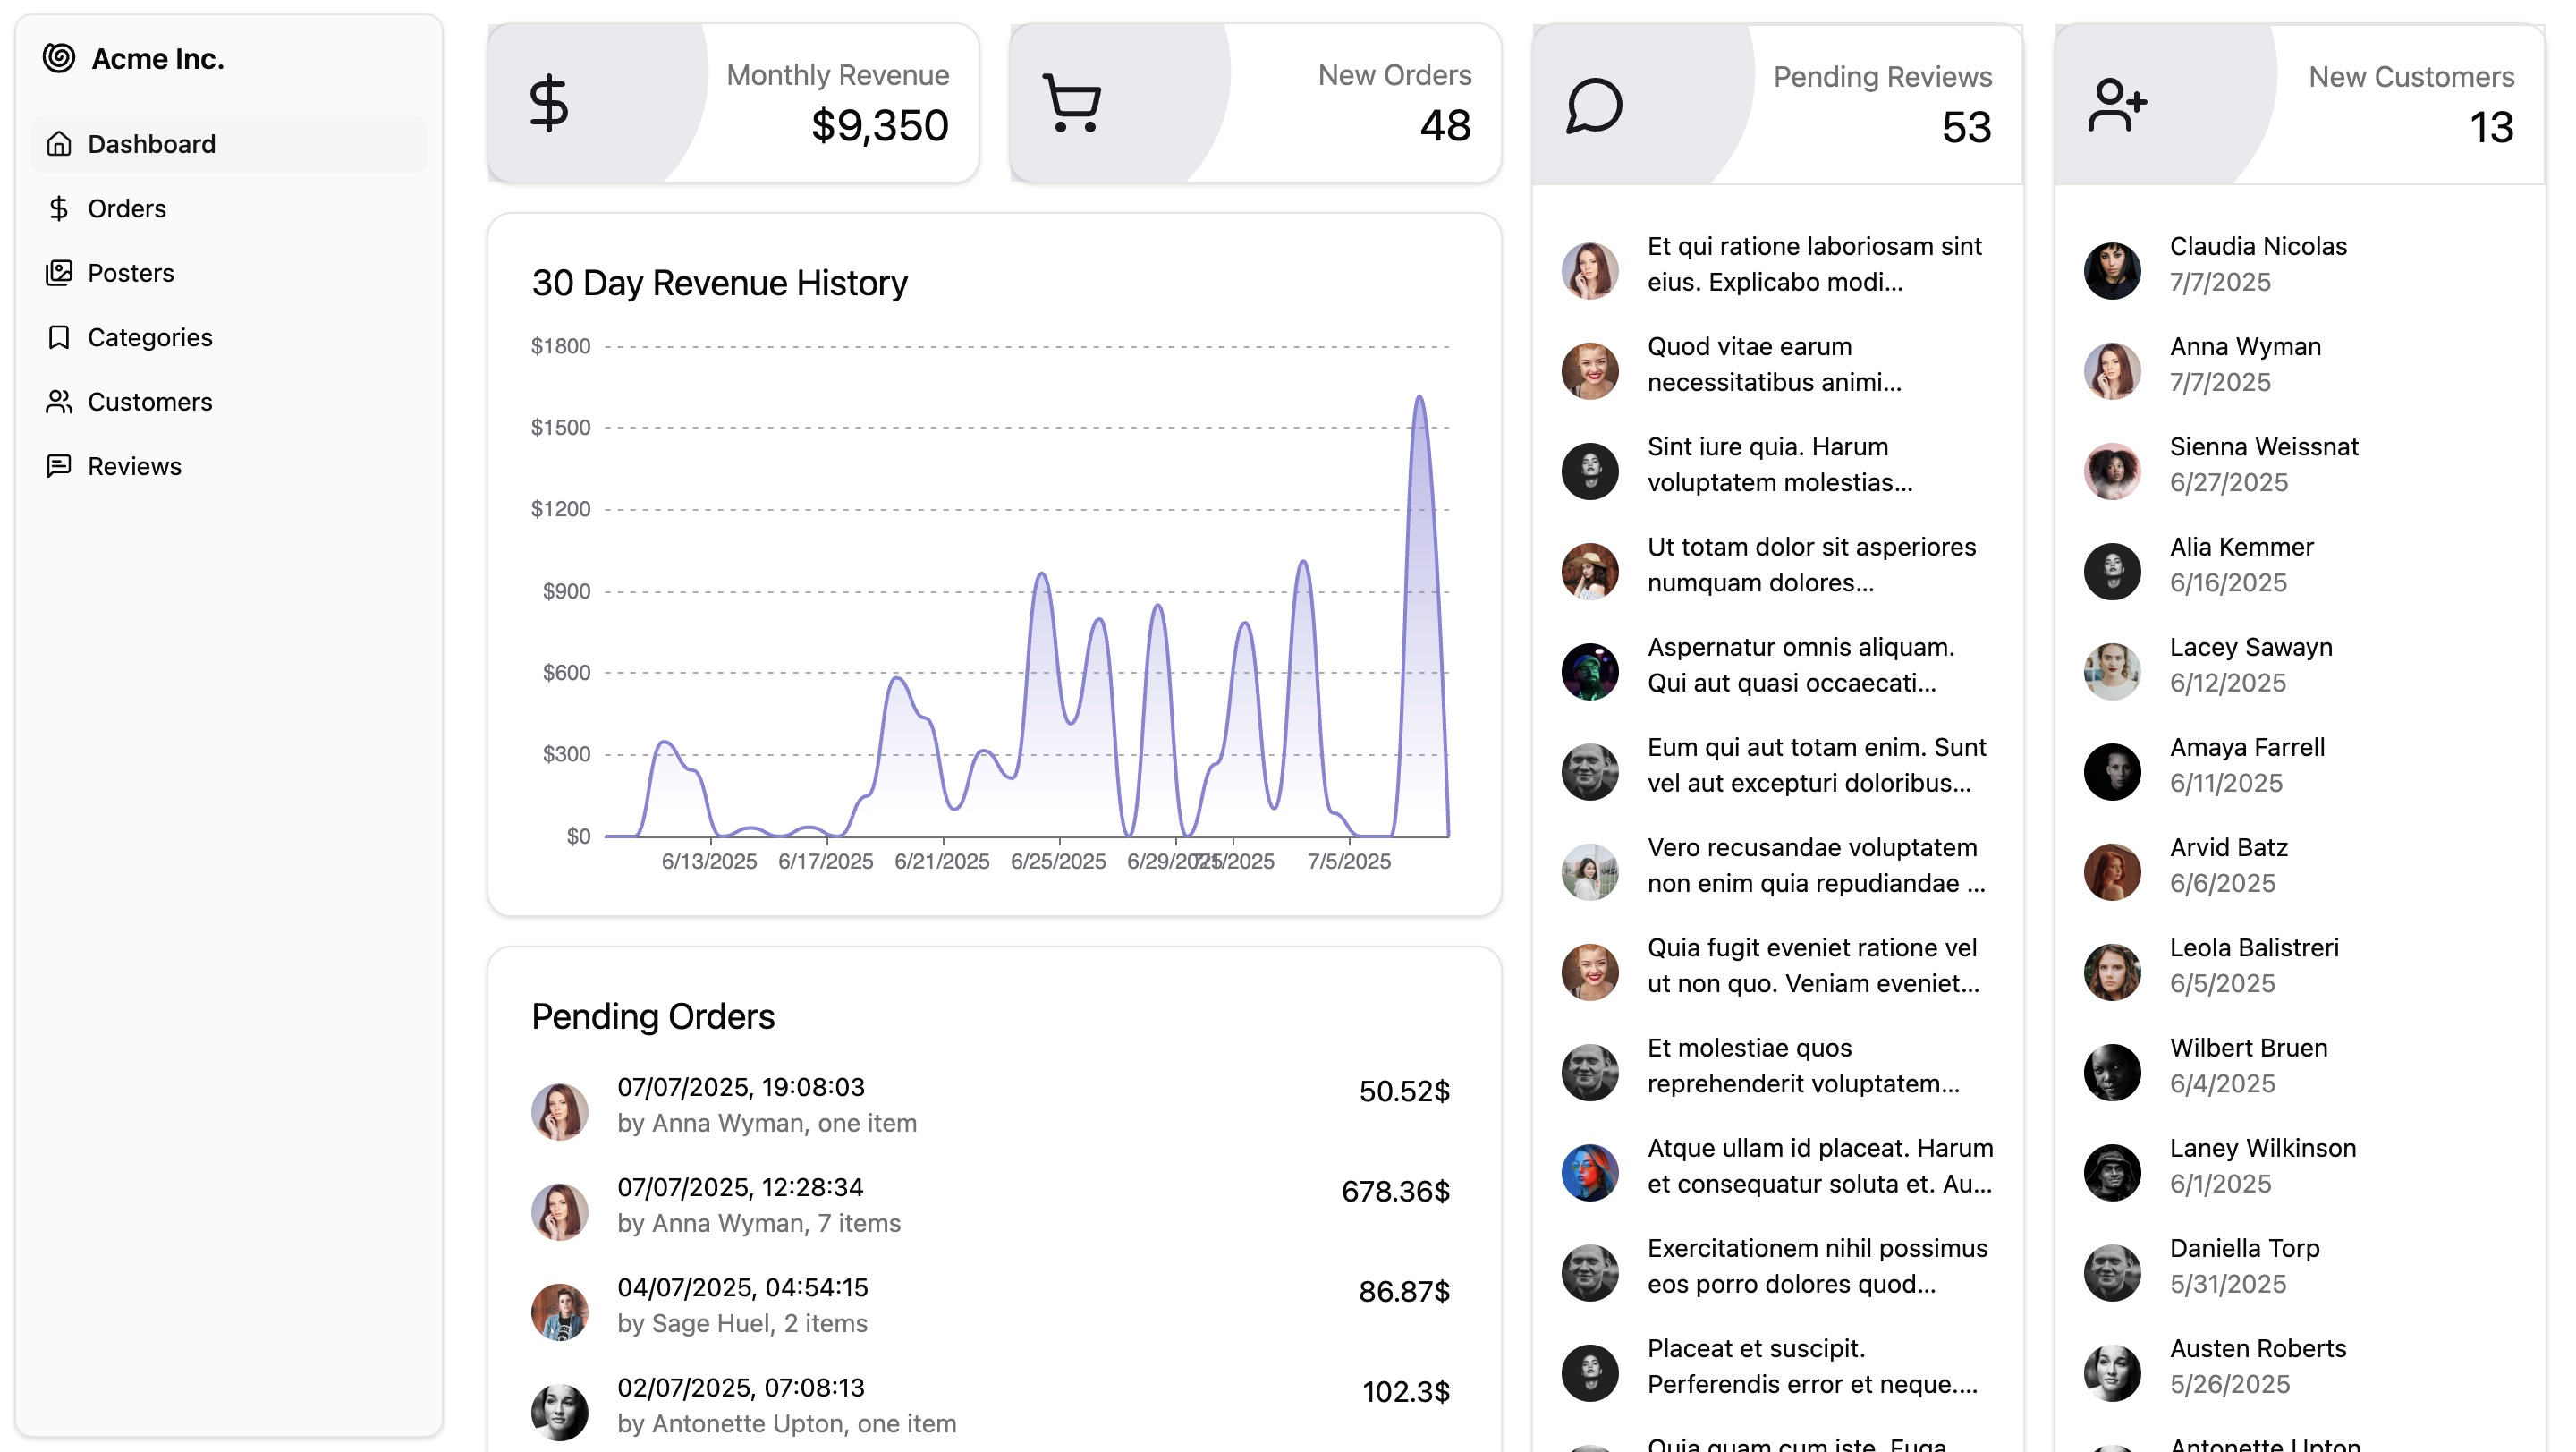 Acme Inc.
Dashboard
Orders
Posters
Categories
Customers
Reviews
Monthly Revenue
$9,350
New Orders
48
30 Day Revenue History
$1800
$1500
$1200
$900
$600
$300
$0
6/13/2025
6/17/2025
6/21/2025
6/25/2025
6/29/2025
7/1/2025
7/5/2025
Pending Orders
07/07/2025, 19:08:03
50.52$
by Anna Wyman, one item
07/07/2025, 12:28:34
678.36$
by Anna Wyman, 7 items
04/07/2025, 04:54:15
86.87$
by Sage Huel, 2 items
02/07/2025, 07:08:13
102.3$
by Antonette Upton, one item
Pending Reviews
53
Et qui ratione laboriosam sint
eius. Explicabo modi...
Quod vitae earum
necessitatibus animi...
Sint iure quia. Harum
voluptatem molestias...
Ut totam dolor sit asperiores
numquam dolores...
Aspernatur omnis aliquam.
Qui aut quasi occaecati...
Eum qui aut totam enim. Sunt
vel aut excepturi doloribus...
Vero recusandae voluptatem
non enim quia repudiandae ...
Quia fugit eveniet ratione vel
ut non quo. Veniam eveniet...
Et molestiae quos
reprehenderit voluptatem...
Atque ullam id placeat. Harum
et consequatur soluta et. Au...
Exercitationem nihil possimus
eos porro dolores quod...
Placeat et suscipit.
Perferendis error et neque....
Quia quam cum iste. Fuga
New Customers
13
Claudia Nicolas
7/7/2025
Anna Wyman
7/7/2025
Sienna Weissnat
6/27/2025
Alia Kemmer
6/16/2025
Lacey Sawayn
6/12/2025
Amaya Farrell
6/11/2025
Arvid Batz
6/6/2025
Leola Balistreri
6/5/2025
Wilbert Bruen
6/4/2025
Laney Wilkinson
6/1/2025
Daniella Torp
5/31/2025
Austen Roberts
5/26/2025
Antonette Upton